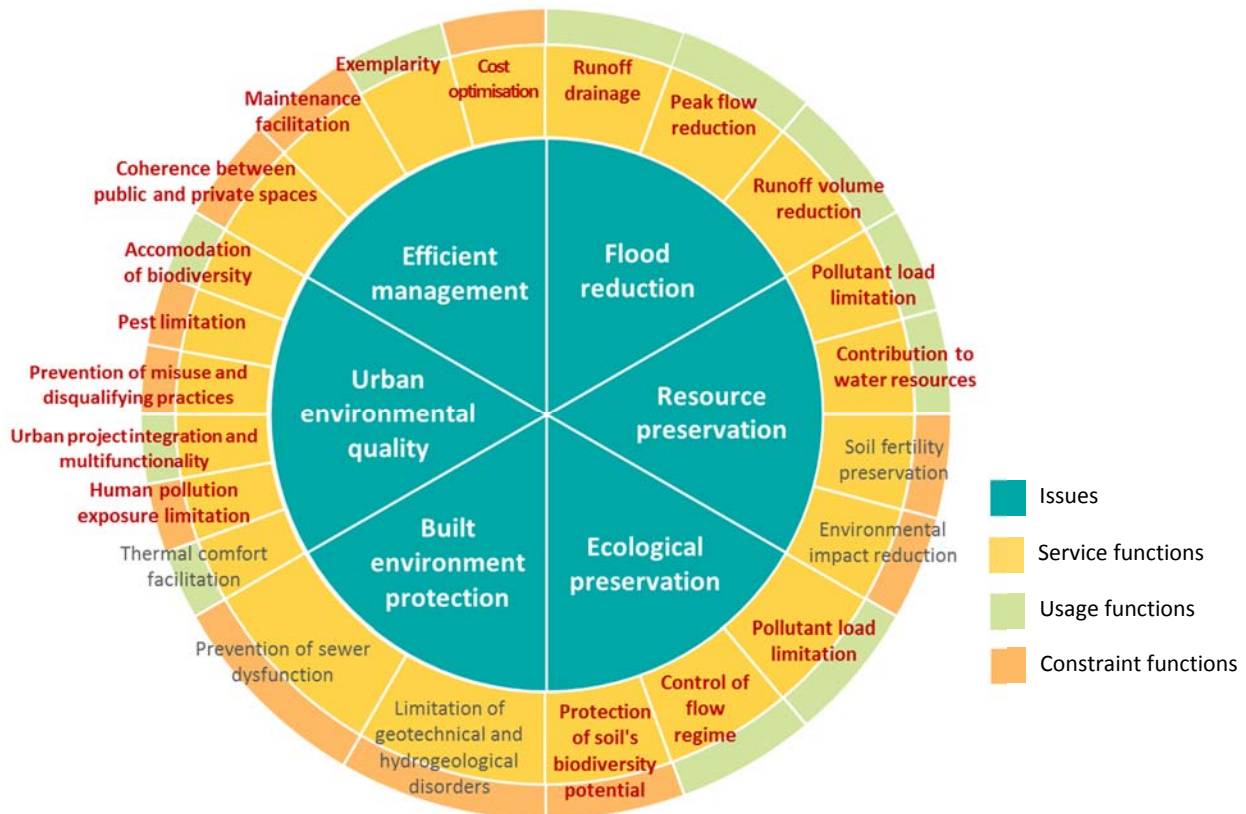 Exemplarity
Cost
optimisation
Runoff
drainage
Peak flow
reduction
Maintenance
facilitation
Runoff volume
reduction
Coherence between
public and private spaces
Pollutant load
limitation
Accomodation
of biodiversity
Contribution to
water resources
Pest limitation
Soil fertility
preservation
Prevention of misuse and
disqualifying practices
Environmental
impact reduction
Urban project integration and
multifunctionality
Human pollution
exposure limitation
Thermal comfort
facilitation
Pollutant load
limitation
Prevention of sewer
dysfunction
Control of
flow
regime
Limitation of
geotechnical and
hydrogeological
disorders
Protection
of soil's
biodiversity
potential
Efficient
management
Flood
reduction
Urban
environmental
quality
Resource
preservation
Built
environment
protection
Ecological
preservation
Issues
Service functions
Usage functions
Constraint functions